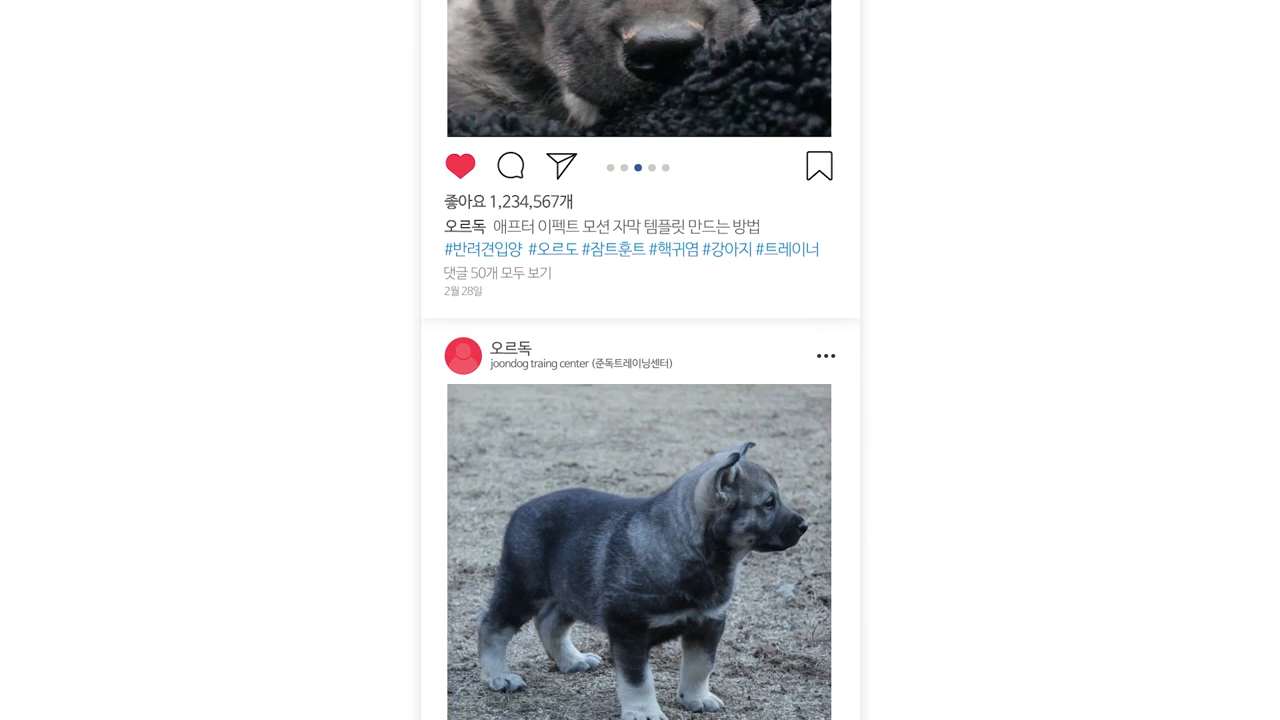 좋아요 1,234,567개
오르독 애프터 이펙트 모션 자막 템플릿 만드는 방법
#반려견입양 #오르도 #잠트훈트 #핵귀염 #강아지 #트레이너
댓글 50개 모두 보기
2월 28일
오르독
joondog traing center (준독트레이닝센터)